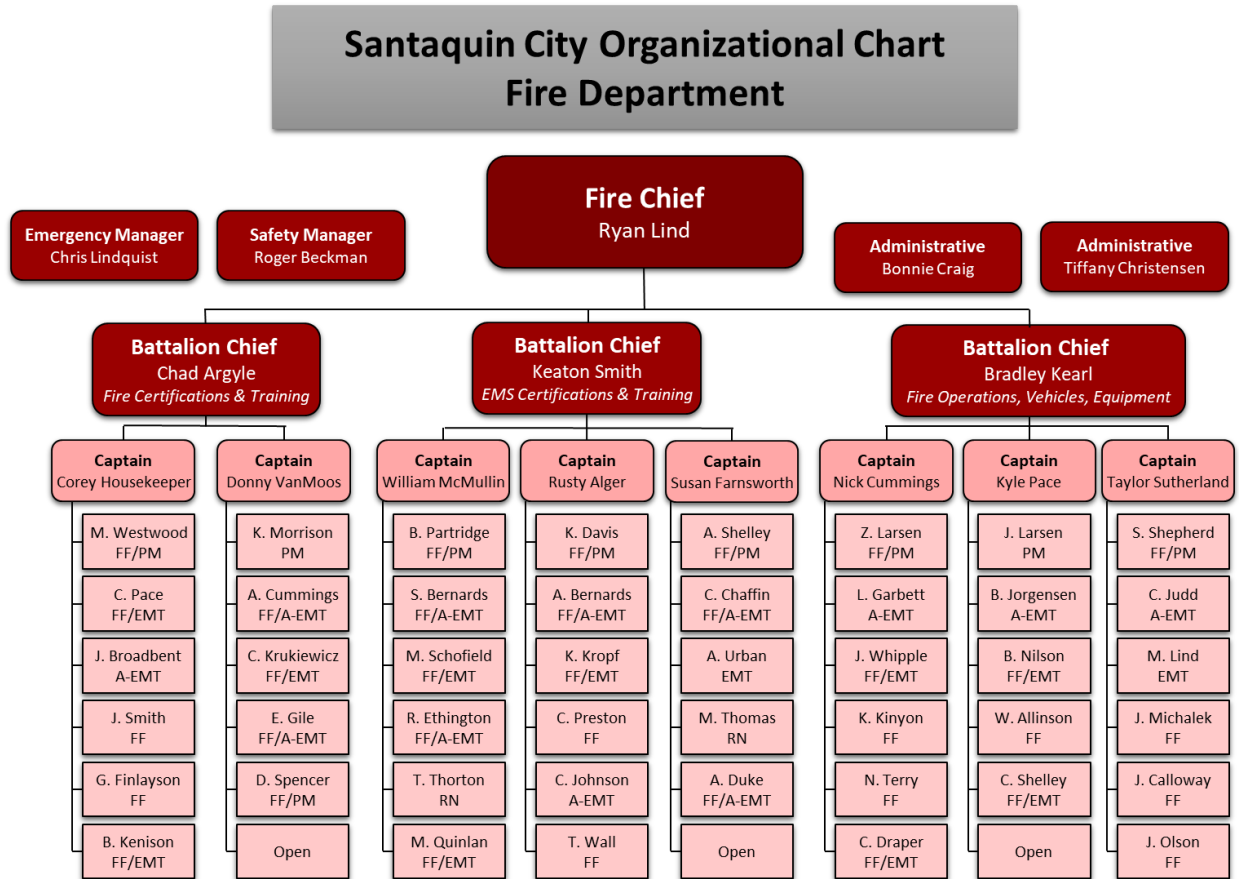 Santaquin City Organizational Chart
Fire Department
Fire Chief
Ryan Lind
Emergency Manager
Chris Lindquist
Safety Manager
Roger Beckman
Administrative
Bonnie Craig
Administrative
Tiffany Christensen
Battalion Chief
Chad Argyle
Fire Certifications & Training
Battalion Chief
Keaton Smith
EMS Certifications & Training
Battalion Chief
Bradley Kearl
Fire Operations, Vehicles, Equipment
Captain
Corey Housekeeper
M. Westwood
FF/PM
C. Pace
FF/EMT
J. Broadbent
A-EMT
J. Smith
FF
G. Finlayson
FF
B. Kenison
FF/EMT
Captain
Donny VanMoos
K. Morrison
PM
A. Cummings
FF/A-EMT
C. Krukiewicz
FF/EMT
E. Gile
FF/A-EMT
D. Spencer
FF/PM
Open
Captain
William McMullin
B. Partridge
FF/PM
S. Bernards
FF/A-EMT
M. Schofield
FF/EMT
R. Ethington
FF/A-EMT
T. Thorton
RN
M. Quinlan
FF/EMT
Captain
Rusty Alger
K. Davis
FF/PM
A. Bernards
FF/A-EMT
K. Kropf
FF/EMT
C. Preston
FF
C. Johnson
A-EMT
T. Wall
FF
Captain
Susan Farnsworth
A. Shelley
FF/PM
C. Chaffin
FF/A-EMT
A. Urban
EMT
M. Thomas
RN
A. Duke
FF/A-EMT
Open
Captain
Nick Cummings
Z. Larsen
FF/PM
L. Garbett
A-EMT
J. Whipple
FF/EMT
K. Kinyon
FF
N. Terry
FF
C. Draper
FF/EMT
Captain
Kyle Pace
J. Larsen
PM
B. Jorgensen
A-EMT
B. Nilson
FF/EMT
W. Allinson
FF
C. Shelley
FF/EMT
Open
Captain
Taylor Sutherland
S. Shepherd
FF/PM
C. Judd
A-EMT
M. Lind
EMT
J. Michalek
FF
J. Calloway
FF
J. Olson
FF